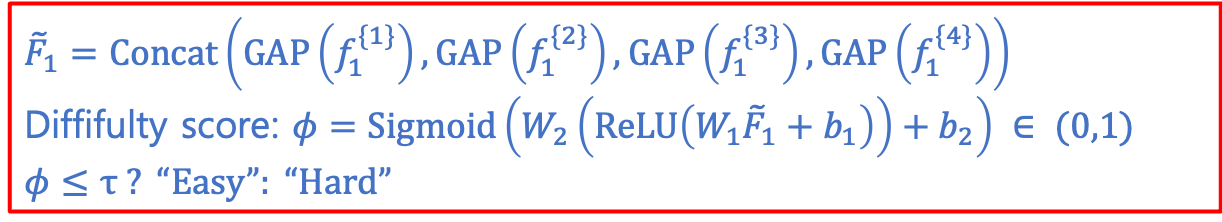 F̃₁ = Concat(GAP(f₁^{1}), GAP(f₁^{2}), GAP(f₁^{3}), GAP(f₁^{4}))
Diffifulty score: ϕ = Sigmoid(W₂(ReLU(W₁F̃₁ + b₁)) + b₂) ∈ (0,1)
ϕ ≤ τ ? “Easy”: “Hard”